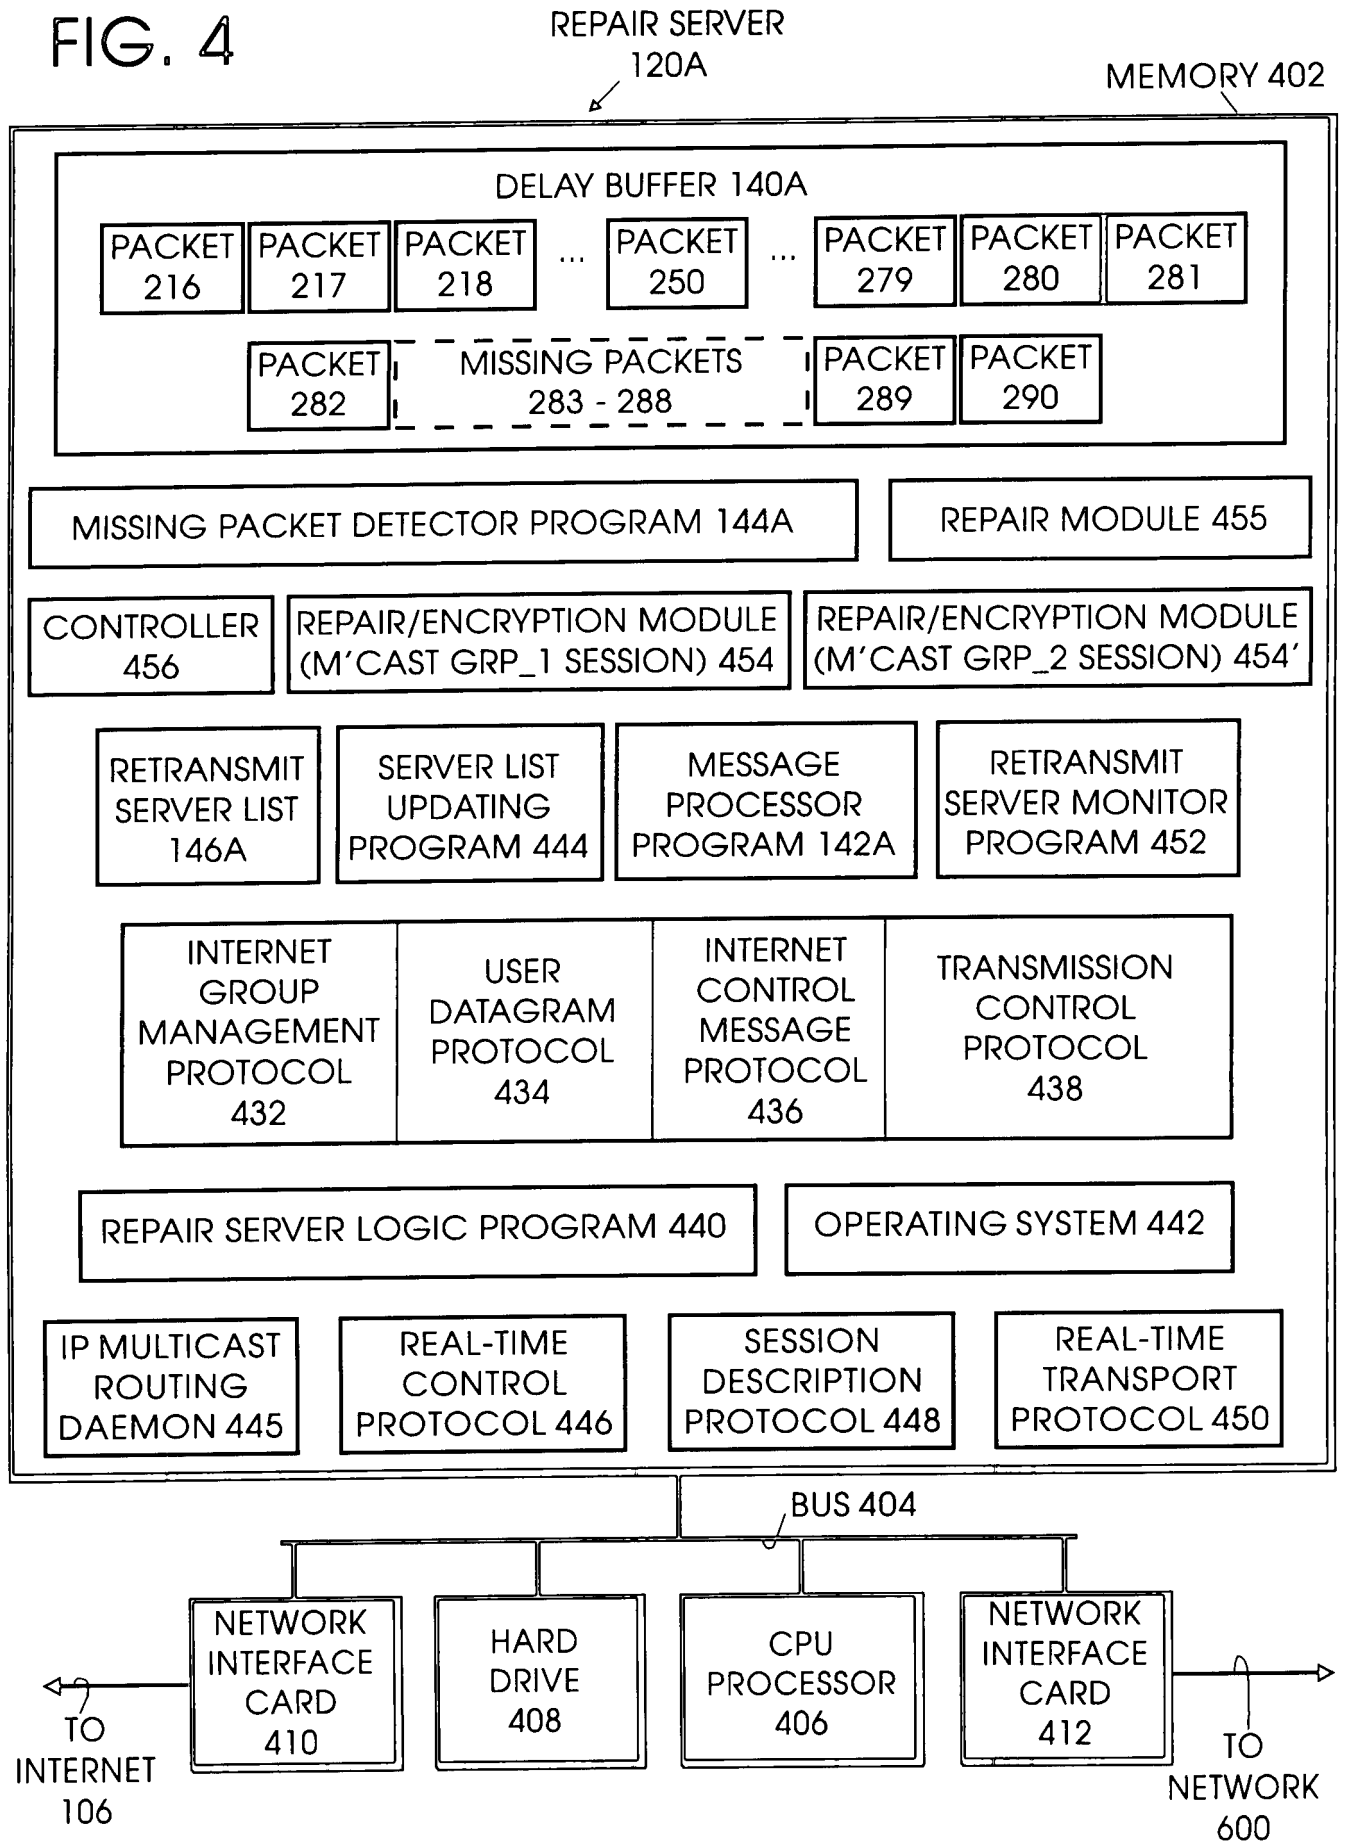 FIG. 4
REPAIR SERVER
120A
MEMORY 402
DELAY BUFFER 140A
PACKET
216
PACKET
217
PACKET
218
...
PACKET
250
...
PACKET
279
PACKET
280
PACKET
281
PACKET
282
MISSING PACKETS
283 - 288
PACKET
289
PACKET
290
MISSING PACKET DETECTOR PROGRAM 144A
REPAIR MODULE 455
CONTROLLER
456
REPAIR/ENCRYPTION MODULE
(M'CAST GRP_1 SESSION) 454
REPAIR/ENCRYPTION MODULE
(M'CAST GRP_2 SESSION) 454'
RETRANSMIT
SERVER LIST
146A
SERVER LIST
UPDATING
PROGRAM 444
MESSAGE
PROCESSOR
PROGRAM 142A
RETRANSMIT
SERVER MONITOR
PROGRAM 452
INTERNET
GROUP
MANAGEMENT
PROTOCOL
432
USER
DATAGRAM
PROTOCOL
434
INTERNET
CONTROL
MESSAGE
PROTOCOL
436
TRANSMISSION
CONTROL
PROTOCOL
438
REPAIR SERVER LOGIC PROGRAM 440
OPERATING SYSTEM 442
IP MULTICAST
ROUTING
DAEMON 445
REAL-TIME
CONTROL
PROTOCOL 446
SESSION
DESCRIPTION
PROTOCOL 448
REAL-TIME
TRANSPORT
PROTOCOL 450
BUS 404
NETWORK
INTERFACE
CARD
410
HARD
DRIVE
408
CPU
PROCESSOR
406
NETWORK
INTERFACE
CARD
412
TO
INTERNET
106
TO
NETWORK
600